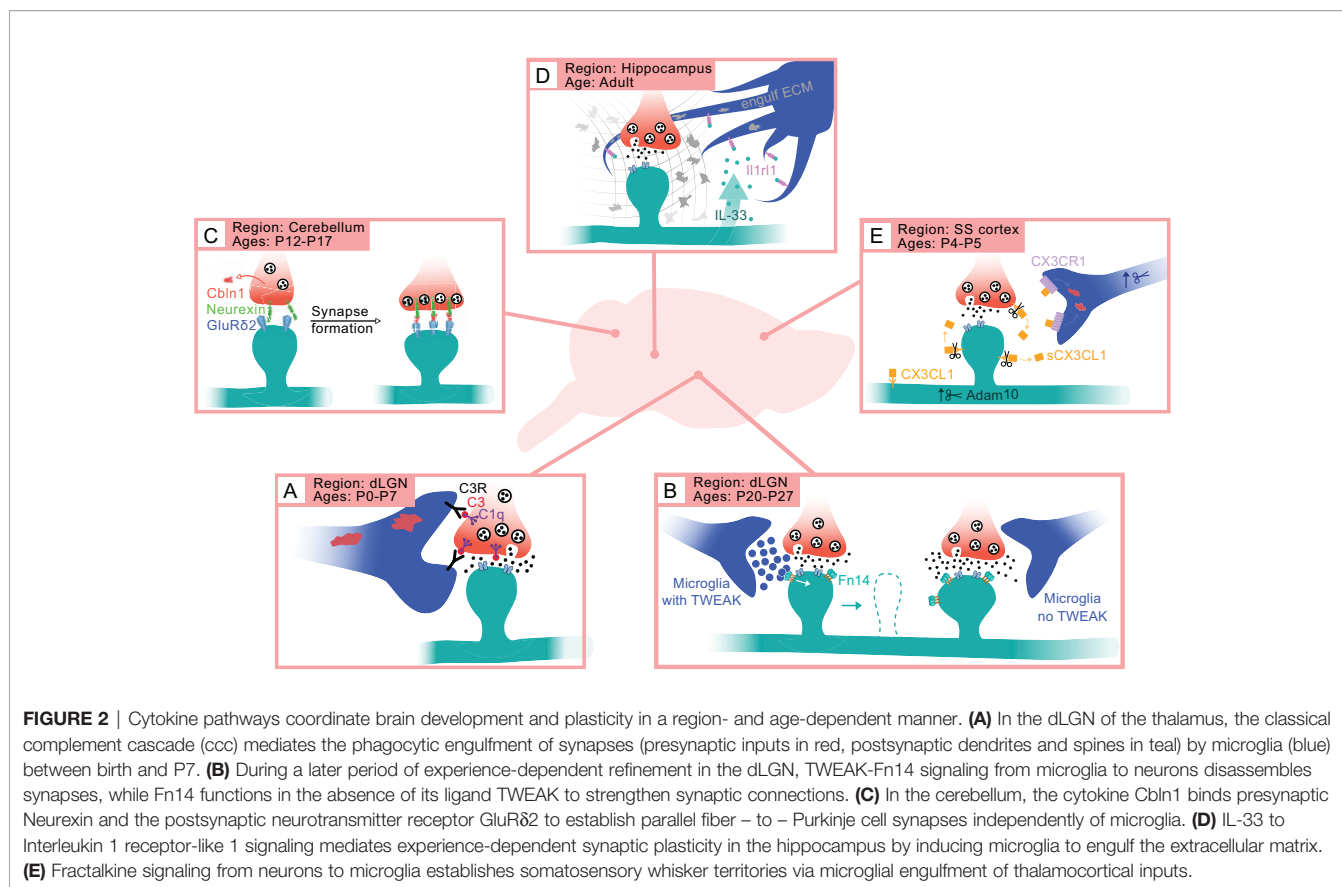 D
Region: Hippocampus
Age: Adult
engulf ECM
Il1rl1
IL-33
C
Region: Cerebellum
Ages: P12-P17
Cbln1
Neurexin
GluRδ2
Synapse
formation
E
Region: SS cortex
Ages: P4-P5
CX3CR1
sCX3CL1
CX3CL1
Adam10
A
Region: dLGN
Ages: P0-P7
C3R
C3
C1q
B
Region: dLGN
Ages: P20-P27
Microglia
with TWEAK
Fn14
Microglia
no TWEAK
FIGURE 2 | Cytokine pathways coordinate brain development and plasticity in a region- and age-dependent manner. (A) In the dLGN of the thalamus, the classical
complement cascade (ccc) mediates the phagocytic engulfment of synapses (presynaptic inputs in red, postsynaptic dendrites and spines in teal) by microglia (blue)
between birth and P7. (B) During a later period of experience-dependent refinement in the dLGN, TWEAK-Fn14 signaling from microglia to neurons disassembles
synapses, while Fn14 functions in the absence of its ligand TWEAK to strengthen synaptic connections. (C) In the cerebellum, the cytokine Cbln1 binds presynaptic
Neurexin and the postsynaptic neurotransmitter receptor GluRδ2 to establish parallel fiber – to – Purkinje cell synapses independently of microglia. (D) IL-33 to
Interleukin 1 receptor-like 1 signaling mediates experience-dependent synaptic plasticity in the hippocampus by inducing microglia to engulf the extracellular matrix.
(E) Fractalkine signaling from neurons to microglia establishes somatosensory whisker territories via microglial engulfment of thalamocortical inputs.